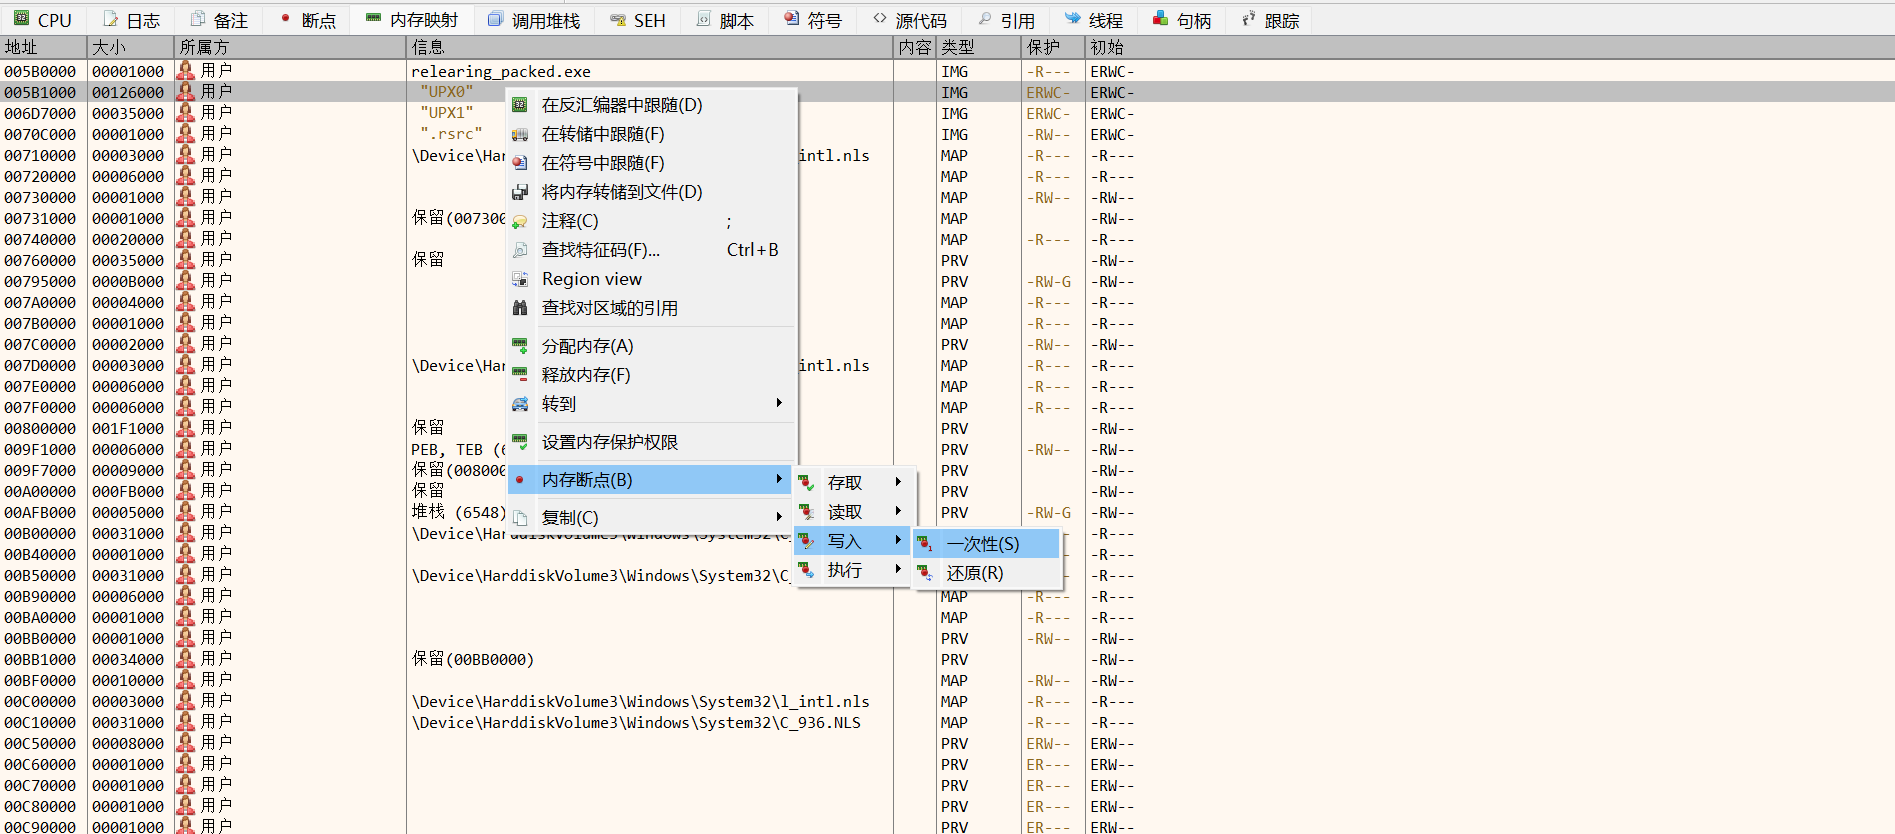 CPU 日志 备注 断点 内存映射 调用堆栈 SEH 脚本 符号 源代码 引用 线程 句柄 跟踪
地址 大小 所属方 信息 内容 类型 保护 初始
005B0000 00001000 用户 relearing_packed.exe IMG -R--- ERWC-
005B1000 00126000 用户 "UPX0" IMG ERWC- ERWC-
006D7000 00035000 用户 "UPX1" IMG ERWC- ERWC-
0070C000 00001000 用户 ".rsrc" IMG -RW-- ERWC-
00710000 00003000 用户 \Device\Har intl.nls MAP -R--- -R---
00720000 00006000 用户 MAP -R--- -R---
00730000 00001000 用户 MAP -RW-- -RW--
00731000 00001000 用户 保留(00730 MAP -RW--
00740000 00020000 用户 MAP -R--- -R---
00760000 00035000 用户 保留 PRV -RW--
00795000 0000B000 用户 PRV -RW-G -RW--
007A0000 00004000 用户 MAP -R--- -R---
007B0000 00001000 用户 MAP -R--- -R---
007C0000 00002000 用户 PRV -RW-- -RW--
007D0000 00003000 用户 \Device\Har intl.nls MAP -R--- -R---
007E0000 00006000 用户 MAP -R--- -R---
007F0000 00006000 用户 MAP -R--- -R---
00800000 001F1000 用户 保留 PRV -RW--
009F1000 00006000 用户 PEB, TEB ( PRV -RW-- -RW--
009F7000 00009000 用户 保留(00800 PRV -RW--
00A00000 000FB000 用户 保留 PRV -RW--
00AFB000 00005000 用户 堆栈 (6548) PRV -RW-G -RW--
00B00000 00031000 用户 \Device\HarddiskVolume3\Windows\System32\C_ -R---
00B40000 00001000 用户 -R---
00B50000 00031000 用户 \Device\HarddiskVolume3\Windows\System32\C_ -R---
00B90000 00006000 用户 MAP -R--- -R---
00BA0000 00001000 用户 MAP -R--- -R---
00BB0000 00001000 用户 PRV -RW-- -RW--
00BB1000 00034000 用户 保留(00BB0000) PRV -RW--
00BF0000 00010000 用户 MAP -RW-- -RW--
00C00000 00003000 用户 \Device\HarddiskVolume3\Windows\System32\l_intl.nls MAP -R--- -R---
00C10000 00031000 用户 \Device\HarddiskVolume3\Windows\System32\C_936.NLS MAP -R--- -R---
00C50000 00008000 用户 PRV ERW-- ERW--
00C60000 00001000 用户 PRV ER--- ERW--
00C70000 00001000 用户 PRV ER--- ERW--
00C80000 00001000 用户 PRV ER--- ERW--
00C90000 00001000 用户 PRV ER--- ERW--
在反汇编器中跟随(D)
在转储中跟随(F)
在符号中跟随(F)
将内存转储到文件(D)
注释(C) ;
查找特征码(F)... Ctrl+B
Region view
查找对区域的引用
分配内存(A)
释放内存(F)
转到
设置内存保护权限
内存断点(B)
复制(C)
存取
读取
写入
执行
一次性(S)
还原(R)